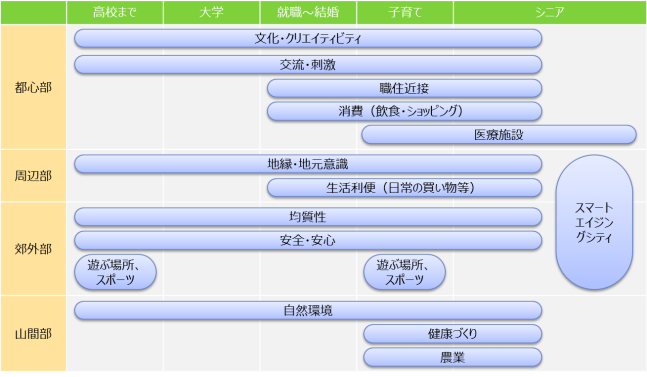 高校まで
大学
就職～結婚
子育て
シニア
都心部
文化・クリエイティビティ
交流・刺激
職住近接
消費（飲食・ショッピング）
医療施設
周辺部
地縁・地元意識
生活利便（日常の買い物等）
スマート
エイジン
グシティ
郊外部
均質性
安全・安心
遊ぶ場所、
スポーツ
遊ぶ場所、
スポーツ
山間部
自然環境
健康づくり
農業